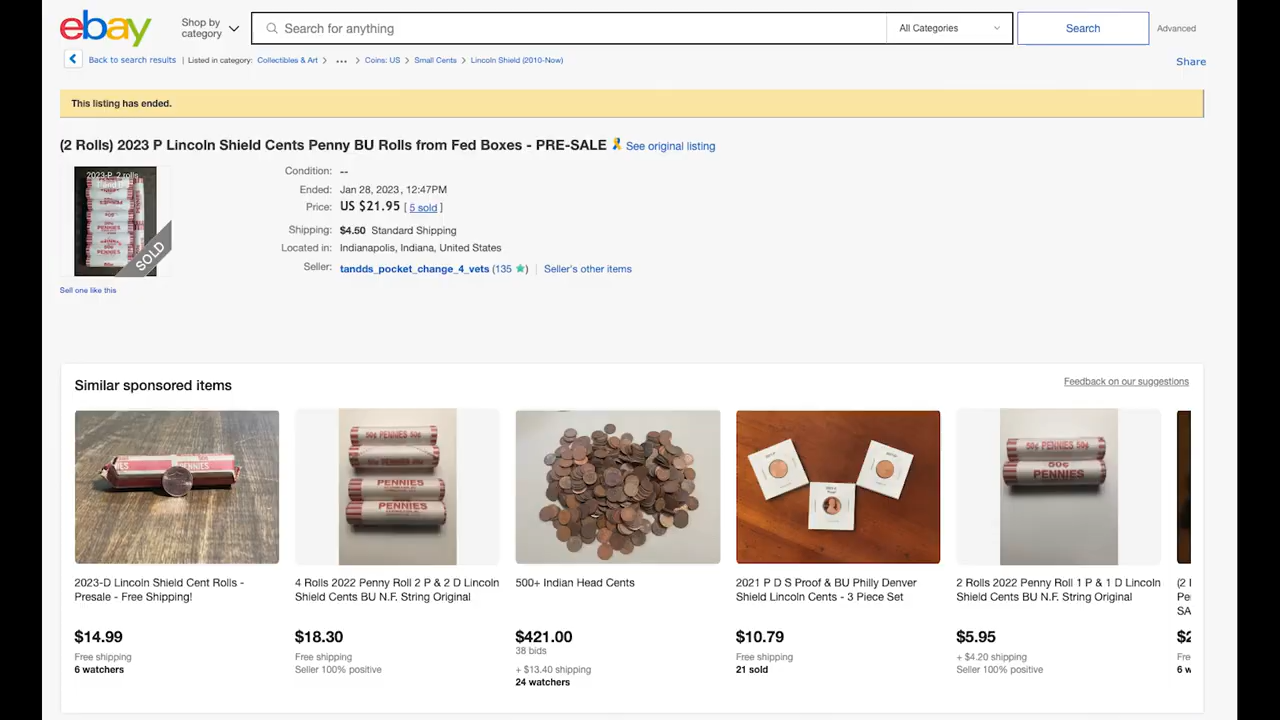 ebay
Shop by
category
Search for anything
All Categories
Search
Advanced
Back to search results | Listed in category: Collectibles & Art > ••• > Coins: US > Small Cents > Lincoln Shield (2010-Now)
Share
This listing has ended.
(2 Rolls) 2023 P Lincoln Shield Cents Penny BU Rolls from Fed Boxes - PRE-SALE
See original listing
2023-P 2 rolls
SOLD
Sell one like this
Condition: --
Ended: Jan 28, 2023, 12:47PM
Price: US $21.95 [ 5 sold ]
Shipping: $4.50 Standard Shipping
Located in: Indianapolis, Indiana, United States
Seller: tandds_pocket_change_4_vets (135 ★) | Seller's other items
Similar sponsored items
Feedback on our suggestions
50¢ PENNIES 50¢
PENNIES
PENNIES
50¢ PENNIES 50¢
50¢
PENNIES
2023-D Lincoln Shield Cent Rolls -
Presale - Free Shipping!
$14.99
Free shipping
6 watchers
4 Rolls 2022 Penny Roll 2 P & 2 D Lincoln
Shield Cents BU N.F. String Original
$18.30
Free shipping
Seller 100% positive
500+ Indian Head Cents
$421.00
38 bids
+ $13.40 shipping
24 watchers
2021 P D S Proof & BU Philly Denver
Shield Lincoln Cents - 3 Piece Set
$10.79
Free shipping
21 sold
2 Rolls 2022 Penny Roll 1 P & 1 D Lincoln
Shield Cents BU N.F. String Original
$5.95
+ $4.20 shipping
Seller 100% positive